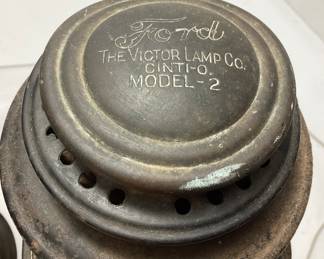 Ford
THE VICTOR LAMP CO.
CINTI-O.
MODEL-2